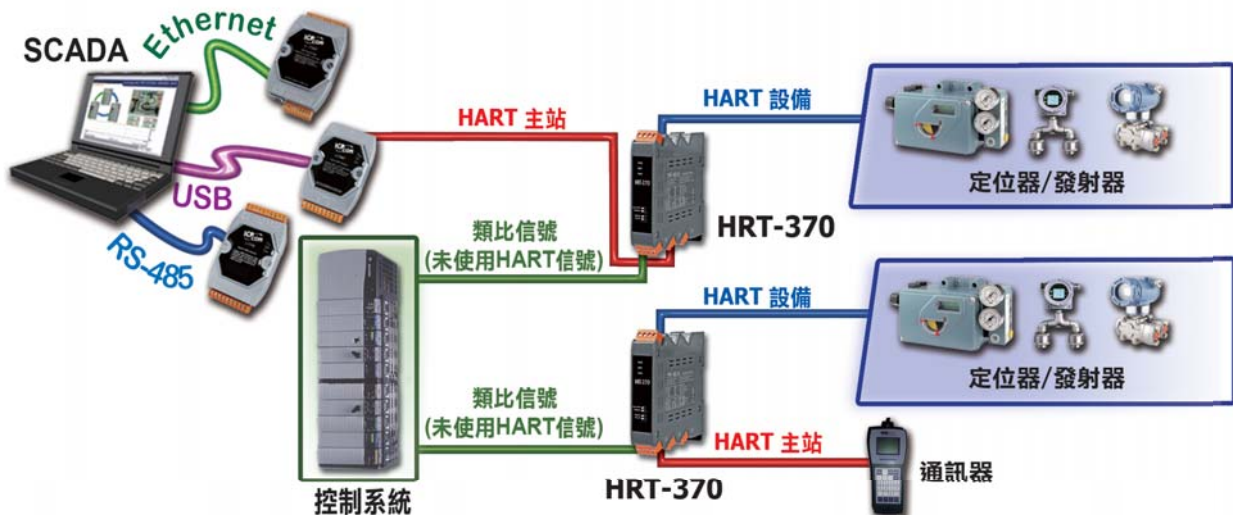 SCADA
Ethernet
USB
RS-485
HART 主站
類比信號
(未使用HART信號)
HART 設備
HRT-370
定位器/發射器
HART 設備
定位器/發射器
類比信號
(未使用HART信號)
HART 主站
HRT-370
控制系統
通訊器